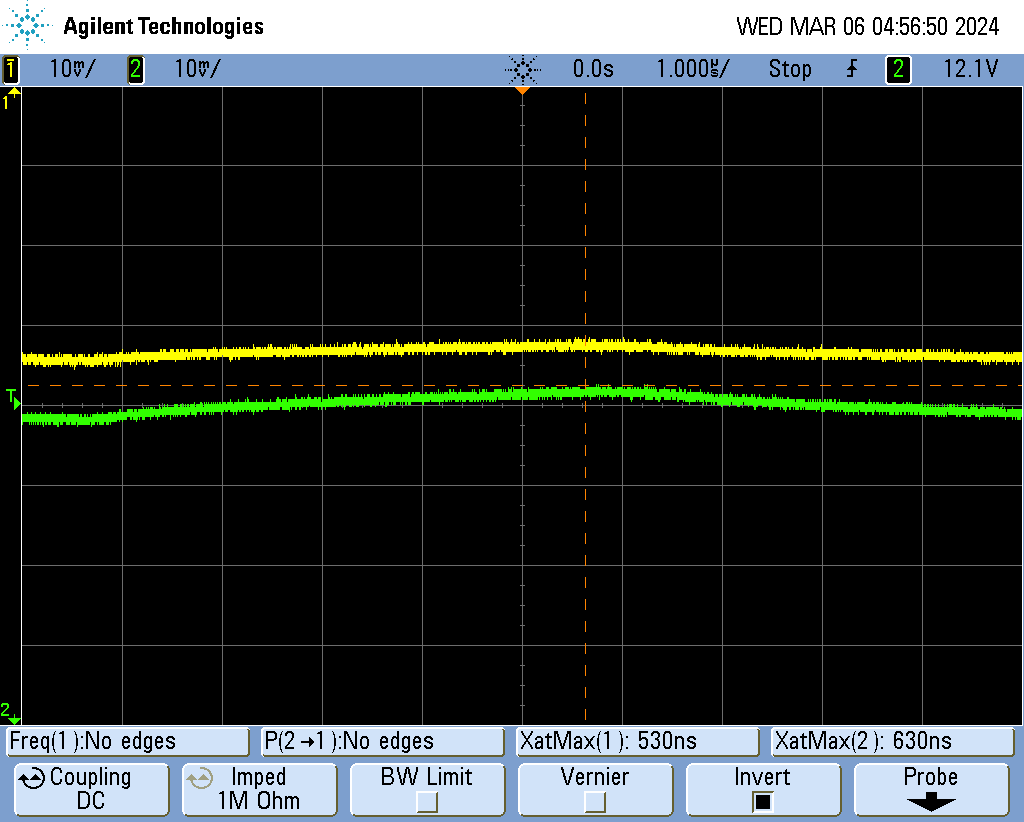 Agilent Technologies WED MAR 06 04:56:50 2024
1 10mV/ 2 10mV/ 0.0s 1.000µs/ Stop 2 12.1V
1
T
2
Freq(1):No edges P(2→1):No edges XatMax(1): 530ns XatMax(2): 630ns
Coupling Imped BW Limit Vernier Invert Probe
DC 1M Ohm